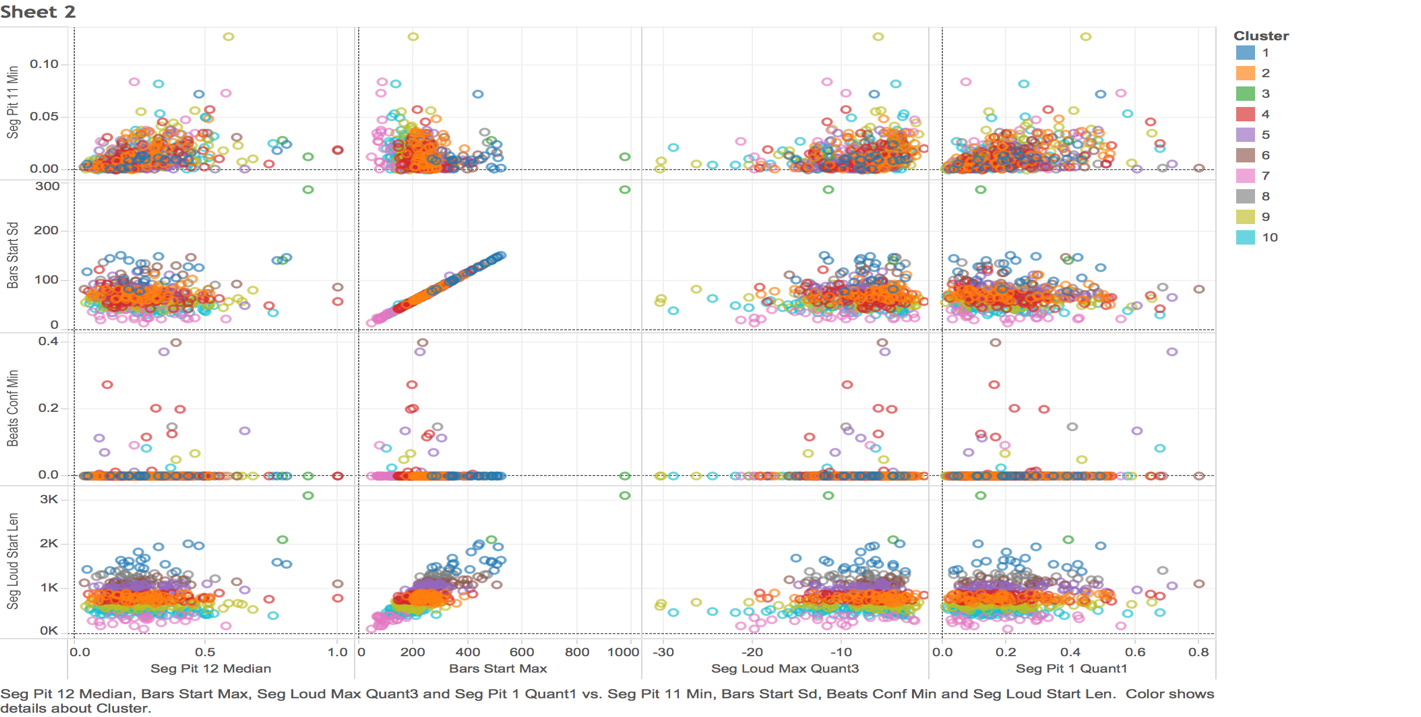 Sheet 2
Cluster
1
2
3
4
5
6
7
8
9
10
Seg Pit 11 Min
0.10
0.05
0.00
Bars Start Sd
300
200
100
0
Beats Conf Min
0.4
0.2
0.0
Seg Loud Start Len
3K
2K
1K
0K
0.0 0.5 1.0 0 200 400 600 800 1000 -30 -20 -10 0.0 0.2 0.4 0.6 0.8
Seg Pit 12 Median Bars Start Max Seg Loud Max Quant3 Seg Pit 1 Quant1
Seg Pit 12 Median, Bars Start Max, Seg Loud Max Quant3 and Seg Pit 1 Quant1 vs. Seg Pit 11 Min, Bars Start Sd, Beats Conf Min and Seg Loud Start Len. Color shows
details about Cluster.